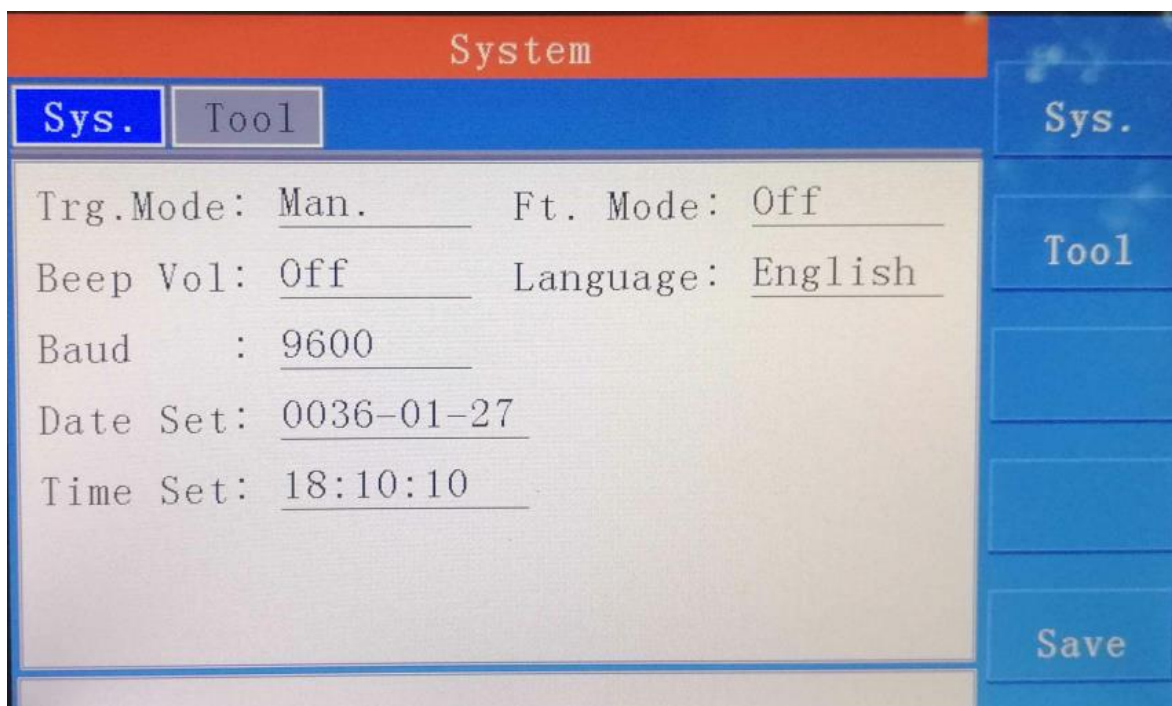 System
Sys. Tool
Trg.Mode: Man. Ft. Mode: Off
Beep Vol: Off Language: English
Baud : 9600
Date Set: 0036-01-27
Time Set: 18:10:10
Sys.
Tool
Save